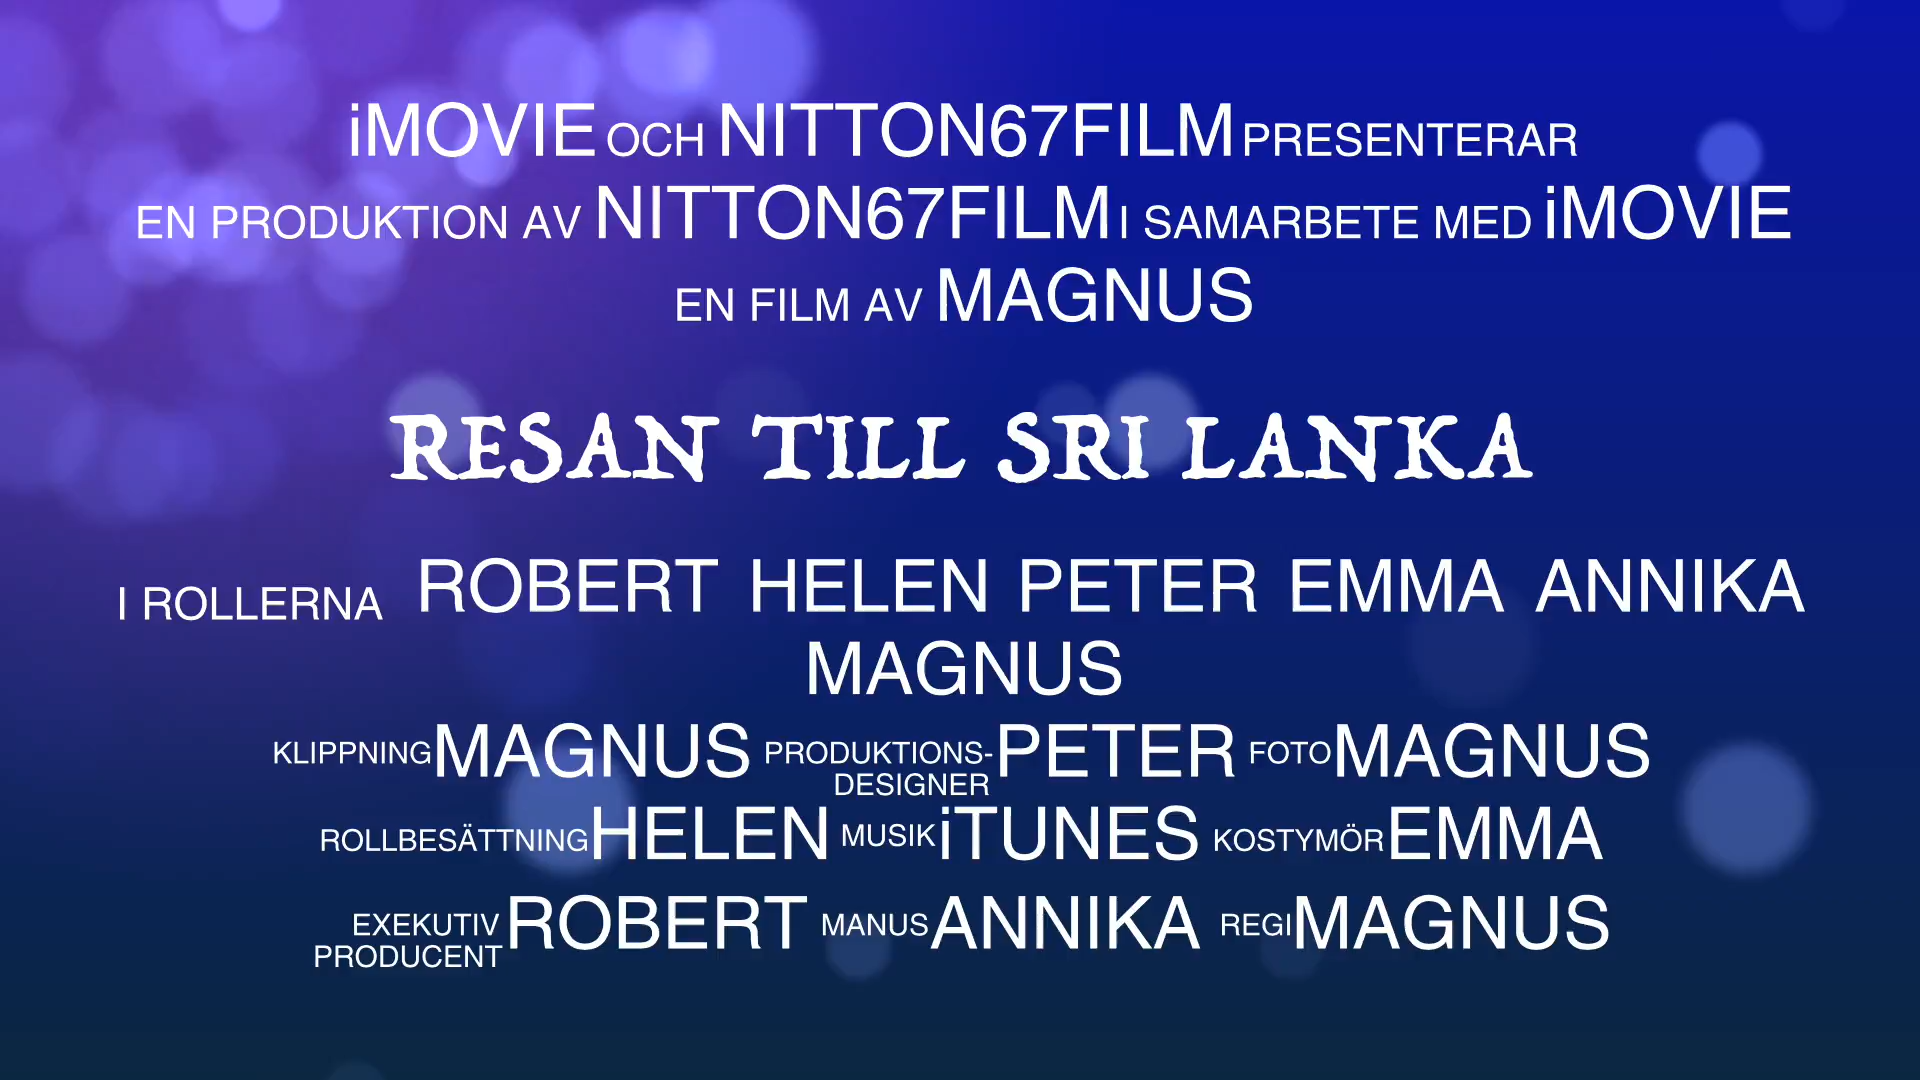 iMOVIE OCH NITTON67FILM PRESENTERAR
EN PRODUKTION AV NITTON67FILM I SAMARBETE MED iMOVIE
EN FILM AV MAGNUS
RESAN TILL SRI LANKA
I ROLLERNA ROBERT HELEN PETER EMMA ANNIKA
MAGNUS
KLIPPNING MAGNUS PRODUKTIONS-DESIGNER PETER FOTO MAGNUS
ROLLBESÄTTNING HELEN MUSIK iTUNES KOSTYMÖR EMMA
EXEKUTIV PRODUCENT ROBERT MANUS ANNIKA REGI MAGNUS